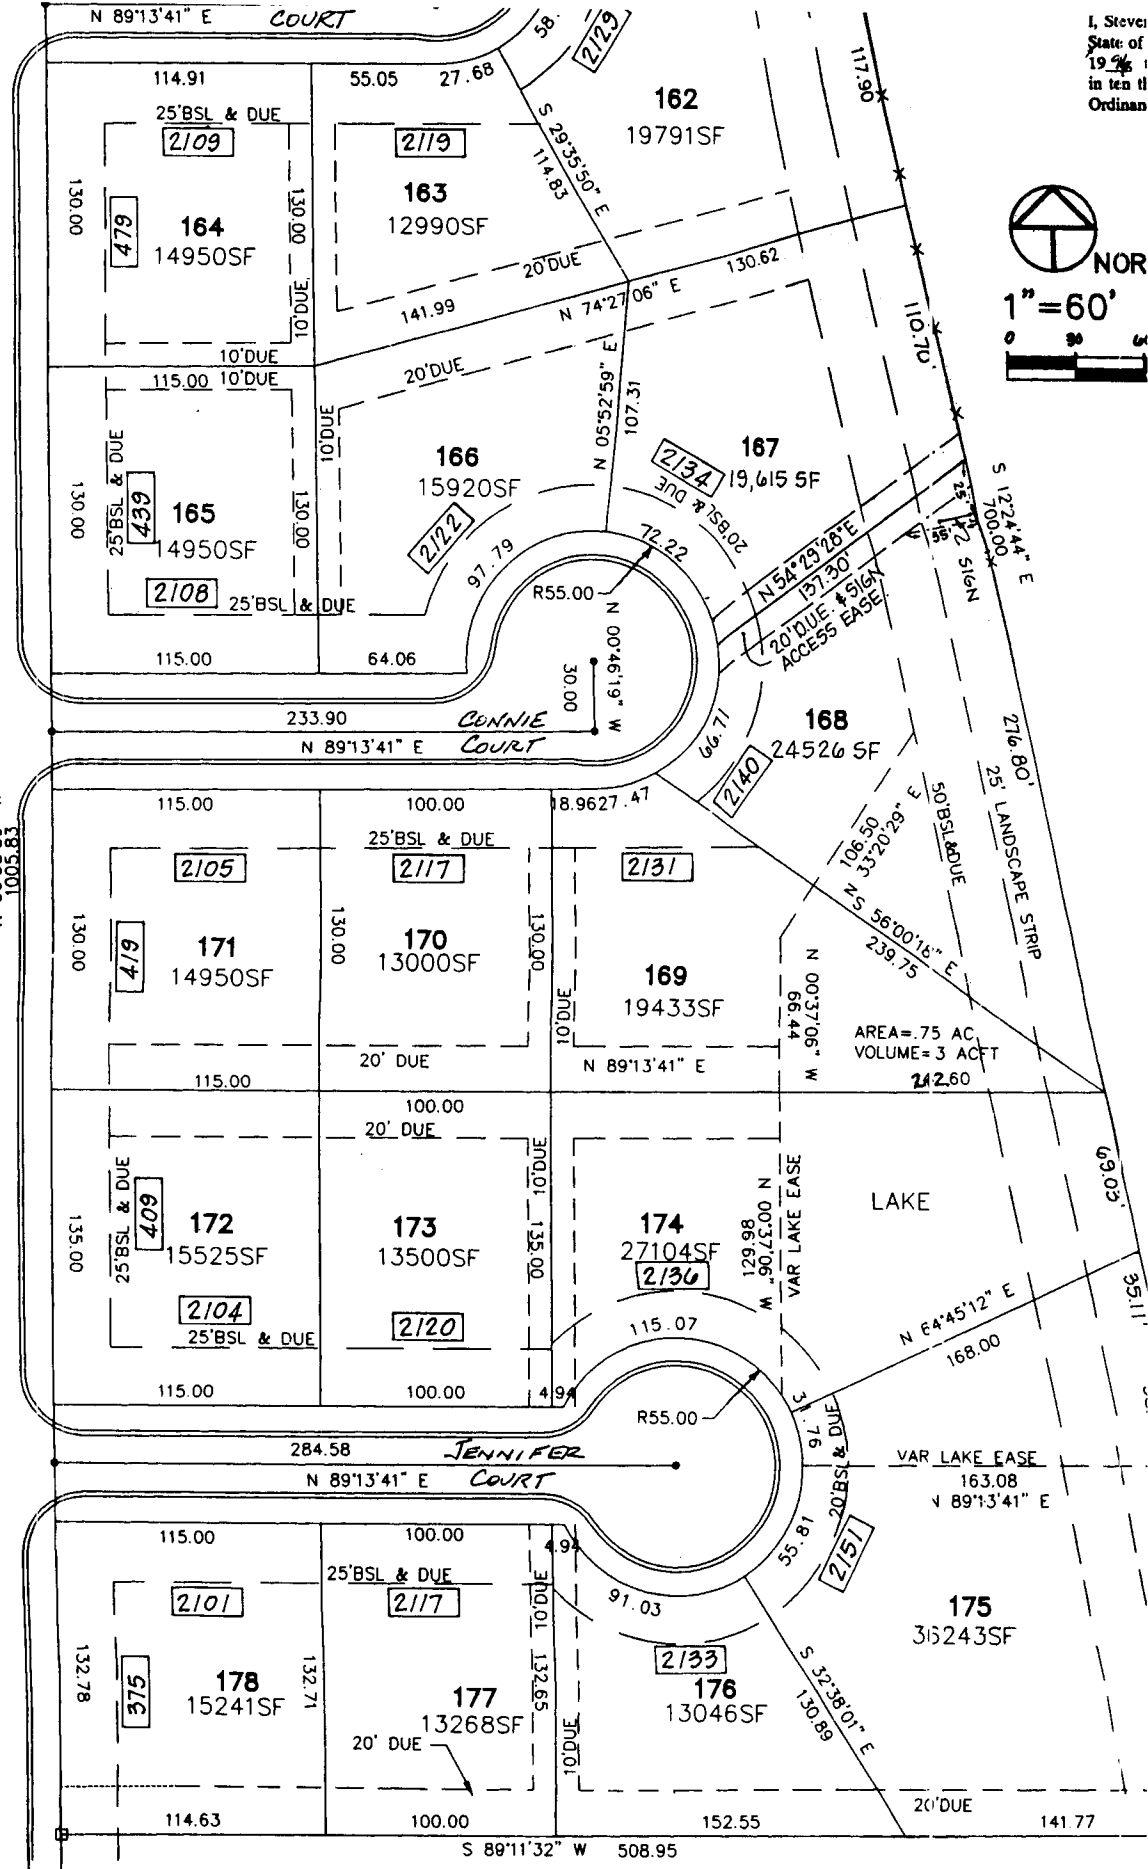 N 89°13'41" E COURT
58.
2129
117.90
I, Steve
State of
19
in ten th
Ordinan
114.91
55.05
27.68
162
19791SF
25'BSL & DUE
2109
2119
S 29°35'50" E
114.83
130.00
479
164
14950SF
130.00
10'DUE
163
12990SF
20'DUE
130.62
NOR
1"=60'
0
30
60
141.99
N 74°27'06" E
110.70'
10'DUE
115.00 10'DUE
20'DUE
N 05°52'59" E
107.31
10'DUE
166
15920SF
167
19,615 SF
2134
20'BSL & DUE
25'BSL & DUE
439
130.00
165
14950SF
130.00
2122
97.79
72.22
N 54°29'28" E
137.30'
20'D.U.E. & SIGN
ACCESS EASE.
25'
SIGN
S 12°24'44" E
700.00
2108
25'BSL & DUE
R55.00
N 00°46'19" W
30.00
115.00
64.06
66.71
168
24526 SF
2140
276.80'
25' LANDSCAPE STRIP
233.90 CONNIE
N 89°13'41" E COURT
1005.83
115.00
100.00
18.96
27.47
106.50
N 33°20'29" E
50'BSL&DUE
25'BSL & DUE
2105
2117
2131
S 56°00'18" E
239.75
130.00
419
171
14950SF
130.00
170
13000SF
130.00
10'DUE
169
19433SF
N 00°37'06" W
66.44
AREA=.75 AC
VOLUME= 3 ACFT
20' DUE
N 89°13'41" E
115.00
212.60
100.00
20' DUE
69.03'
10'DUE
25'BSL & DUE
409
135.00
172
15525SF
173
13500SF
135.00
174
27104SF
2136
129.98
N 00°37'06" W
VAR LAKE EASE
LAKE
2104
25'BSL & DUE
2120
115.07
N 64°45'12" E
168.00
35.11'
115.00
100.00
4.94
R55.00
31.76
20'BSL & DUE
284.58 JENNIFER
N 89°13'41" E COURT
VAR LAKE EASE
163.08
N 89°13'41" E
115.00
100.00
4.94
55.81
2151
25'BSL & DUE
2101
2117
10'DUE
91.03
175
36243SF
132.78
375
178
15241SF
132.71
177
13268SF
132.65
2133
176
13046SF
S 32°38'01" E
130.89
20' DUE
10'DUE
20'DUE
114.63
100.00
152.55
141.77
S 89°11'32" W 508.95